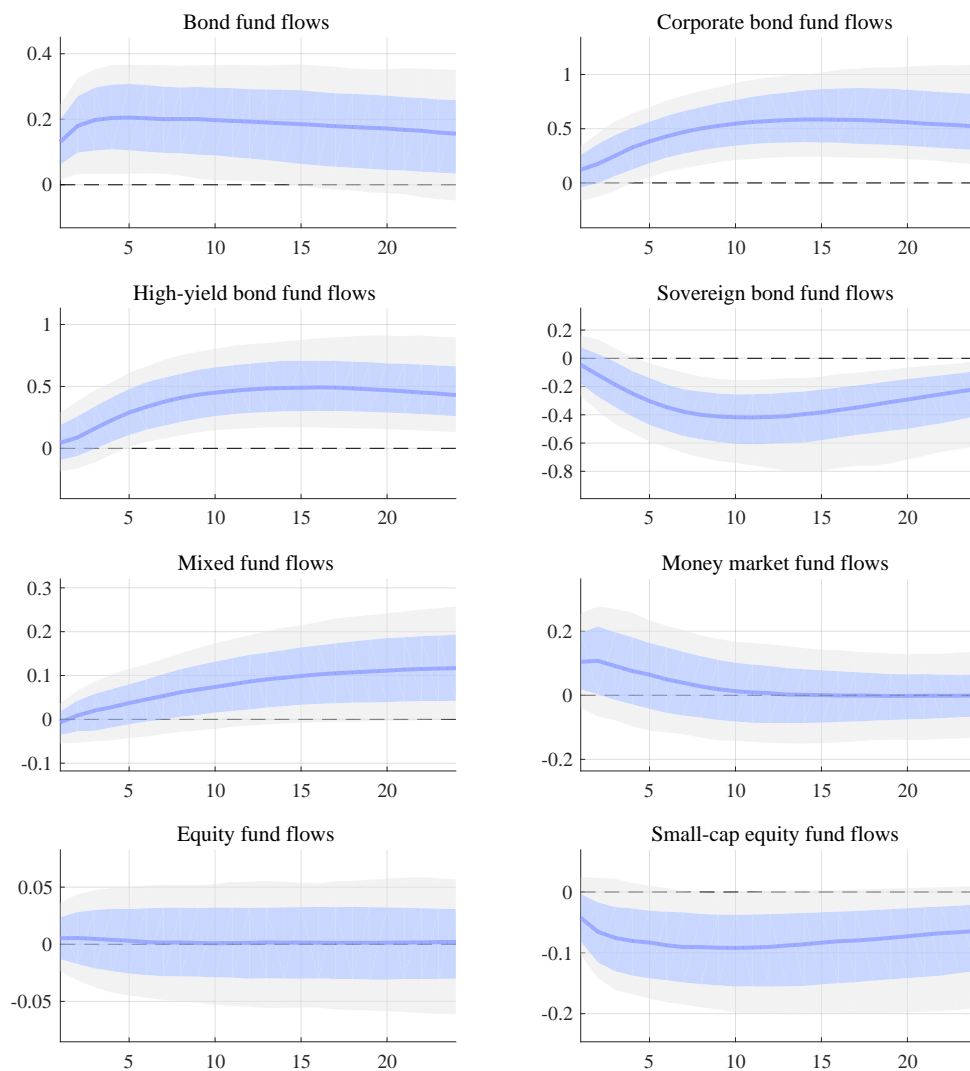 Bond fund flows
0.4
0.2
0
5 10 15 20
Corporate bond fund flows
1
0.5
0
5 10 15 20
High-yield bond fund flows
1
0.5
0
5 10 15 20
Sovereign bond fund flows
0.2
0
-0.2
-0.4
-0.6
-0.8
5 10 15 20
Mixed fund flows
0.3
0.2
0.1
0
-0.1
5 10 15 20
Money market fund flows
0.2
0
-0.2
5 10 15 20
Equity fund flows
0.05
0
-0.05
5 10 15 20
Small-cap equity fund flows
0
-0.1
-0.2
5 10 15 20